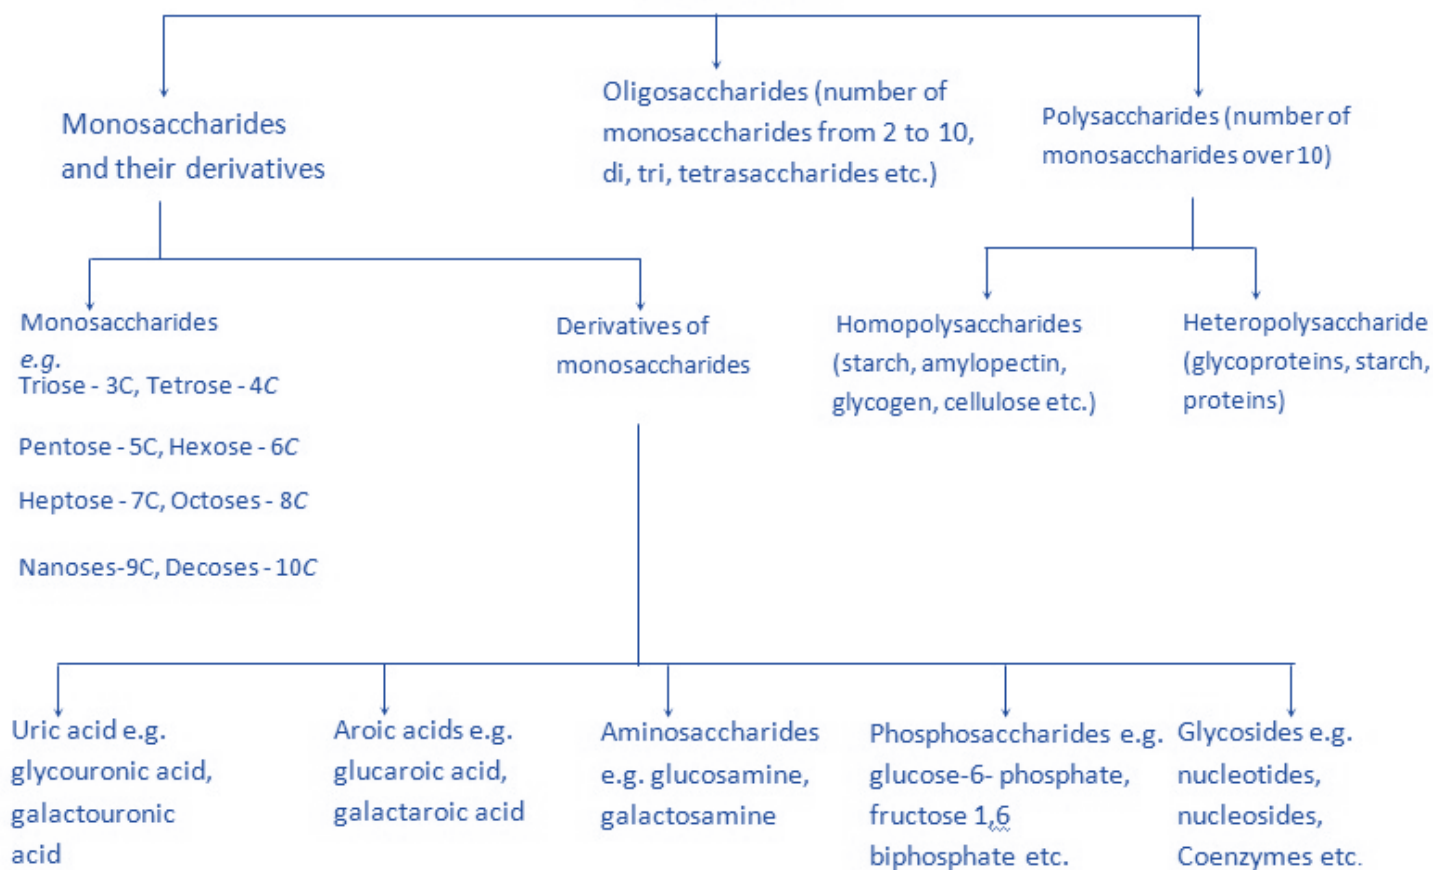 Monosaccharides
and their derivatives
Oligosaccharides (number of
monosaccharides from 2 to 10,
di, tri, tetrasaccharides etc.)
Polysaccharides (number of
monosaccharides over 10)
Monosaccharides
e.g.
Triose - 3C, Tetrose - 4C
Pentose - 5C, Hexose - 6C
Heptose - 7C, Octoses - 8C
Nanoses-9C, Decoses - 10C
Derivatives of
monosaccharides
Homopolysaccharides
(starch, amylopectin,
glycogen, cellulose etc.)
Heteropolysaccharide
(glycoproteins, starch,
proteins)
Uric acid e.g.
glycouronic acid,
galactouronic
acid
Aroic acids e.g.
glucaroic acid,
galactaroic acid
Aminosaccharides
e.g. glucosamine,
galactosamine
Phosphosaccharides e.g.
glucose-6- phosphate,
fructose 1,6
biphosphate etc.
Glycosides e.g.
nucleotides,
nucleosides,
Coenzymes etc.